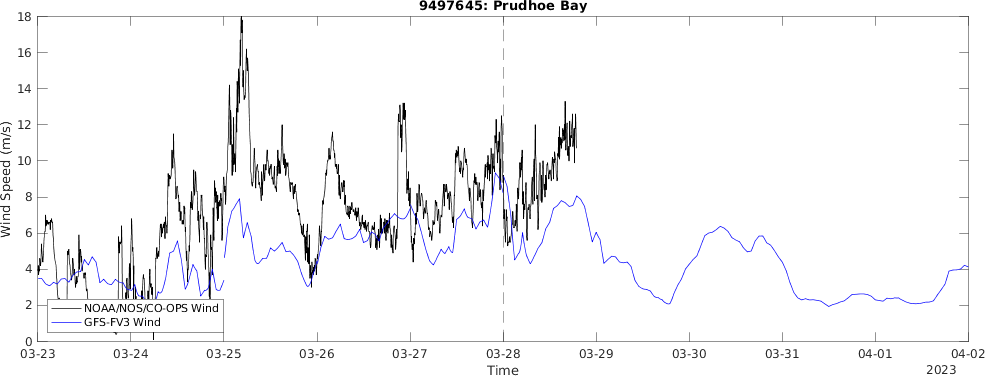 9497645: Prudhoe Bay
Wind Speed (m/s)
18
16
14
12
10
8
6
4
2
0
NOAA/NOS/CO-OPS Wind
GFS-FV3 Wind
03-23 03-24 03-25 03-26 03-27 03-28 03-29 03-30 03-31 04-01 04-02
Time
2023